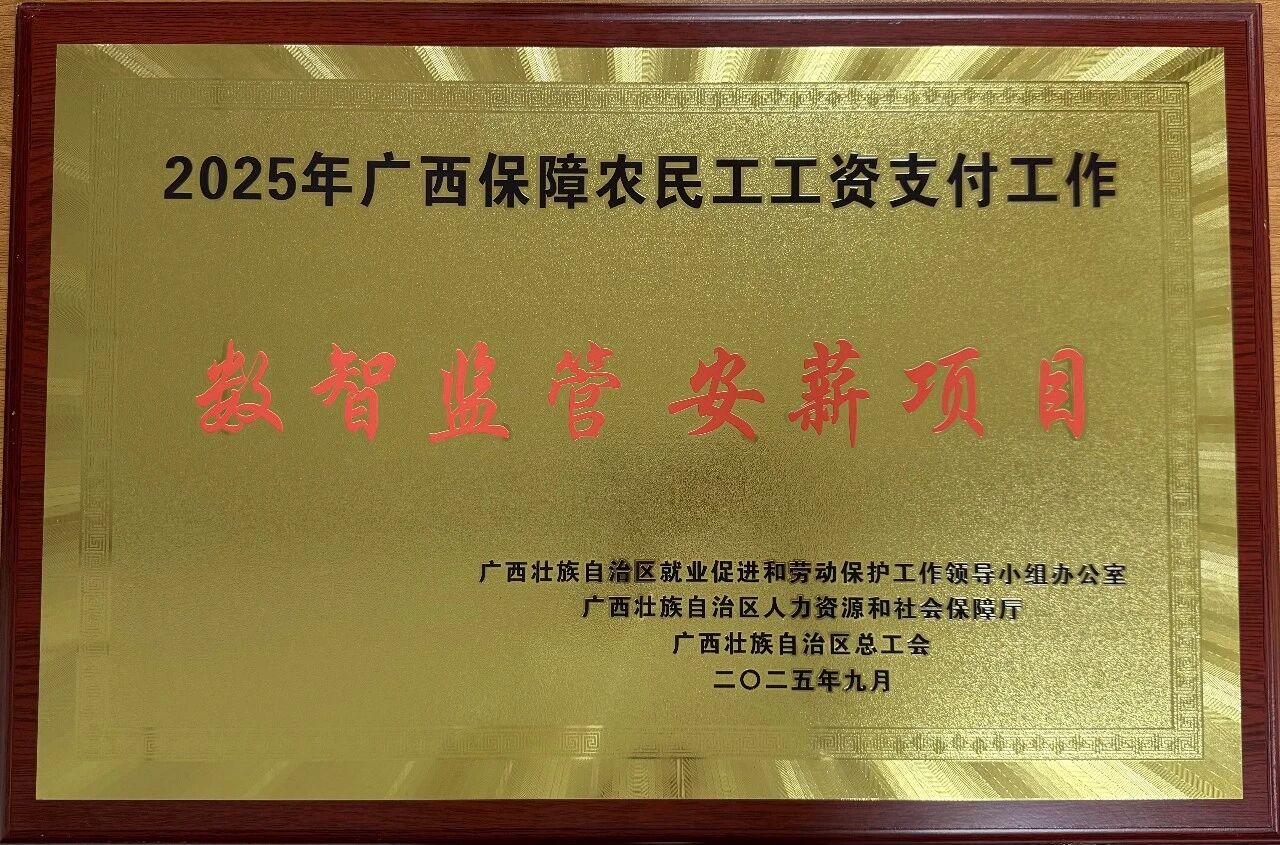 2025年广西保障农民工工资支付工作
数智监管安薪项目
广西壮族自治区就业促进和劳动保护工作领导小组办公室
广西壮族自治区人力资源和社会保障厅
广西壮族自治区总工会
二〇二五年九月